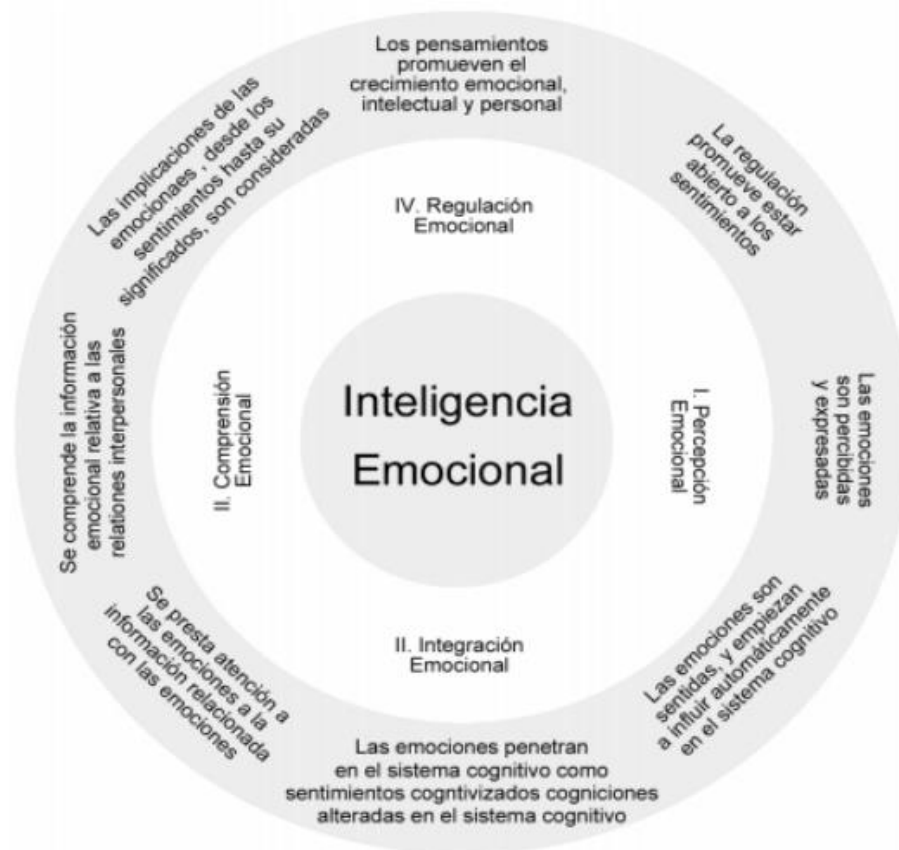 Los pensamientos
promueven el
crecimiento emocional,
intelectual y personal
La regulación
promueve estar
abierto a los
sentimientos
Las emociones
son percibidas
y expresadas
Las emociones son
sentidas, y empiezan
a influir automáticamente
en el sistema cognitivo
Las emociones penetran
en el sistema cognitivo como
sentimientos cogntivizados cogniciones
alteradas en el sistema cognitivo
Se presta atención a
las emociones a la
información relacionada
con las emociones
Se comprende la información
emocional relativa a las
relationes interpersonales
Las implicaciones de las
emocionaes , desde los
sentimientos hasta su
significados, son consideradas
IV. Regulación
Emocional
I. Percepción
Emocional
II. Integración
Emocional
II. Comprensión
Emocional
Inteligencia
Emocional